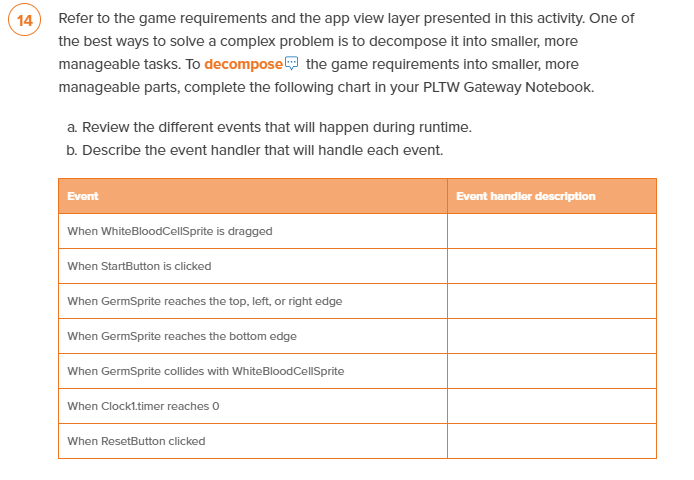 14
Refer to the game requirements and the app view layer presented in this activity. One of
the best ways to solve a complex problem is to decompose it into smaller, more
manageable tasks. To decompose the game requirements into smaller, more
manageable parts, complete the following chart in your PLTW Gateway Notebook.
a. Review the different events that will happen during runtime.
b. Describe the event handler that will handle each event.
Event Event handler description
When WhiteBloodCellSprite is dragged
When StartButton is clicked
When GermSprite reaches the top, left, or right edge
When GermSprite reaches the bottom edge
When GermSprite collides with WhiteBloodCellSprite
When Clock1.timer reaches 0
When ResetButton clicked